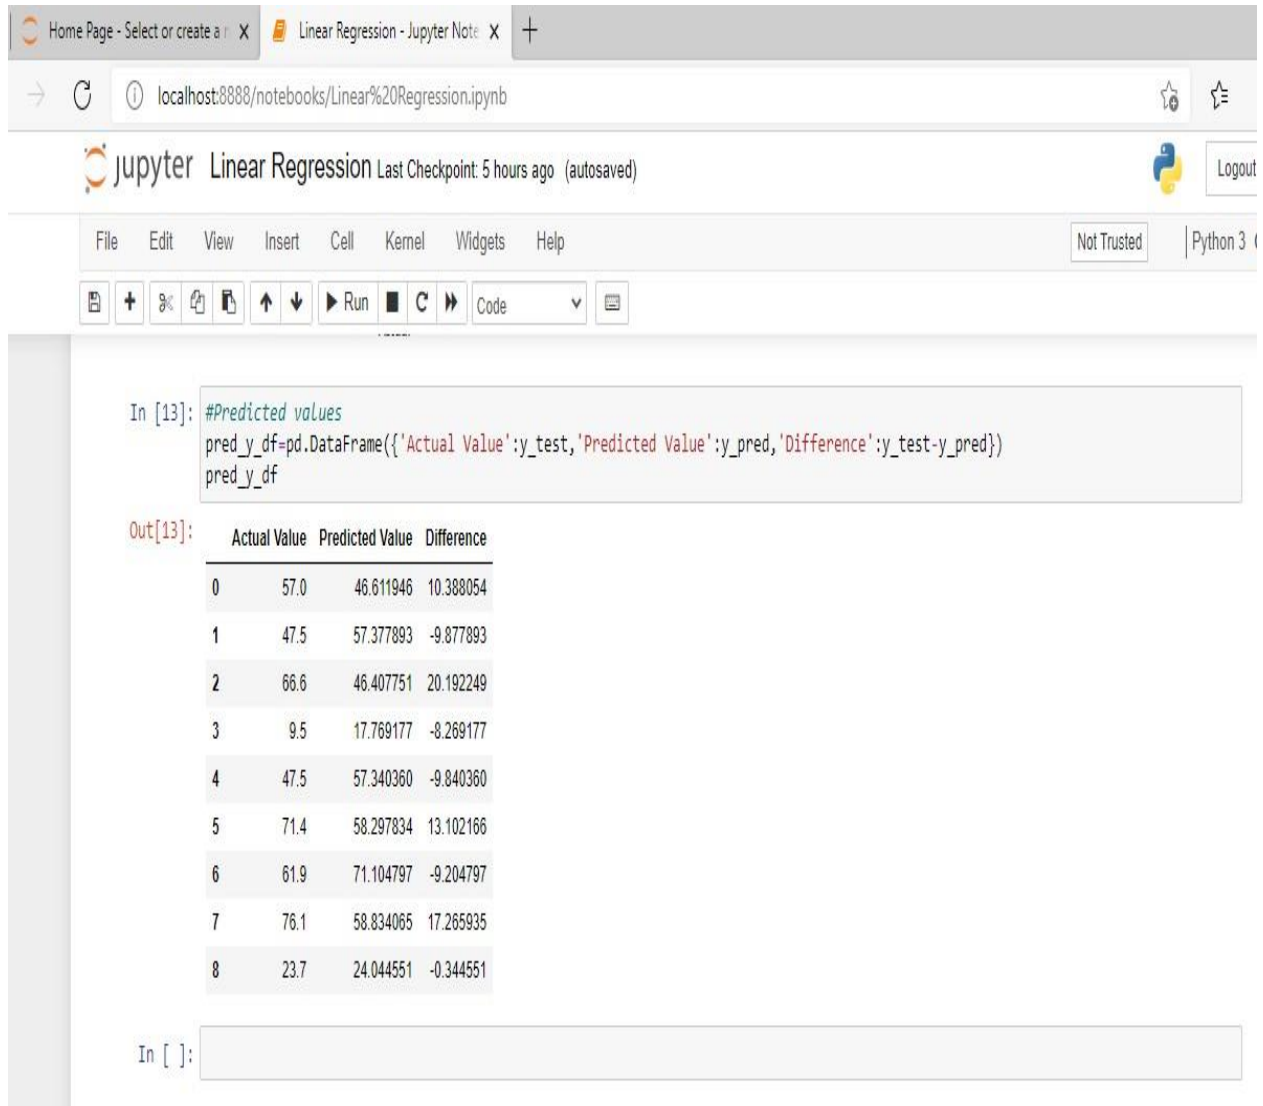 Home Page - Select or create a n Linear Regression - Jupyter Note
localhost:8888/notebooks/Linear%20Regression.ipynb
jupyter Linear Regression Last Checkpoint: 5 hours ago (autosaved)
Logout
File Edit View Insert Cell Kernel Widgets Help Not Trusted Python 3
Run Code
In [13]: #Predicted values
pred_y_df=pd.DataFrame({'Actual Value':y_test,'Predicted Value':y_pred,'Difference':y_test-y_pred})
pred_y_df
Out[13]: Actual Value Predicted Value Difference
0 57.0 46.611946 10.388054
1 47.5 57.377893 -9.877893
2 66.6 46.407751 20.192249
3 9.5 17.769177 -8.269177
4 47.5 57.340360 -9.840360
5 71.4 58.297834 13.102166
6 61.9 71.104797 -9.204797
7 76.1 58.834065 17.265935
8 23.7 24.044551 -0.344551
In [ ]: